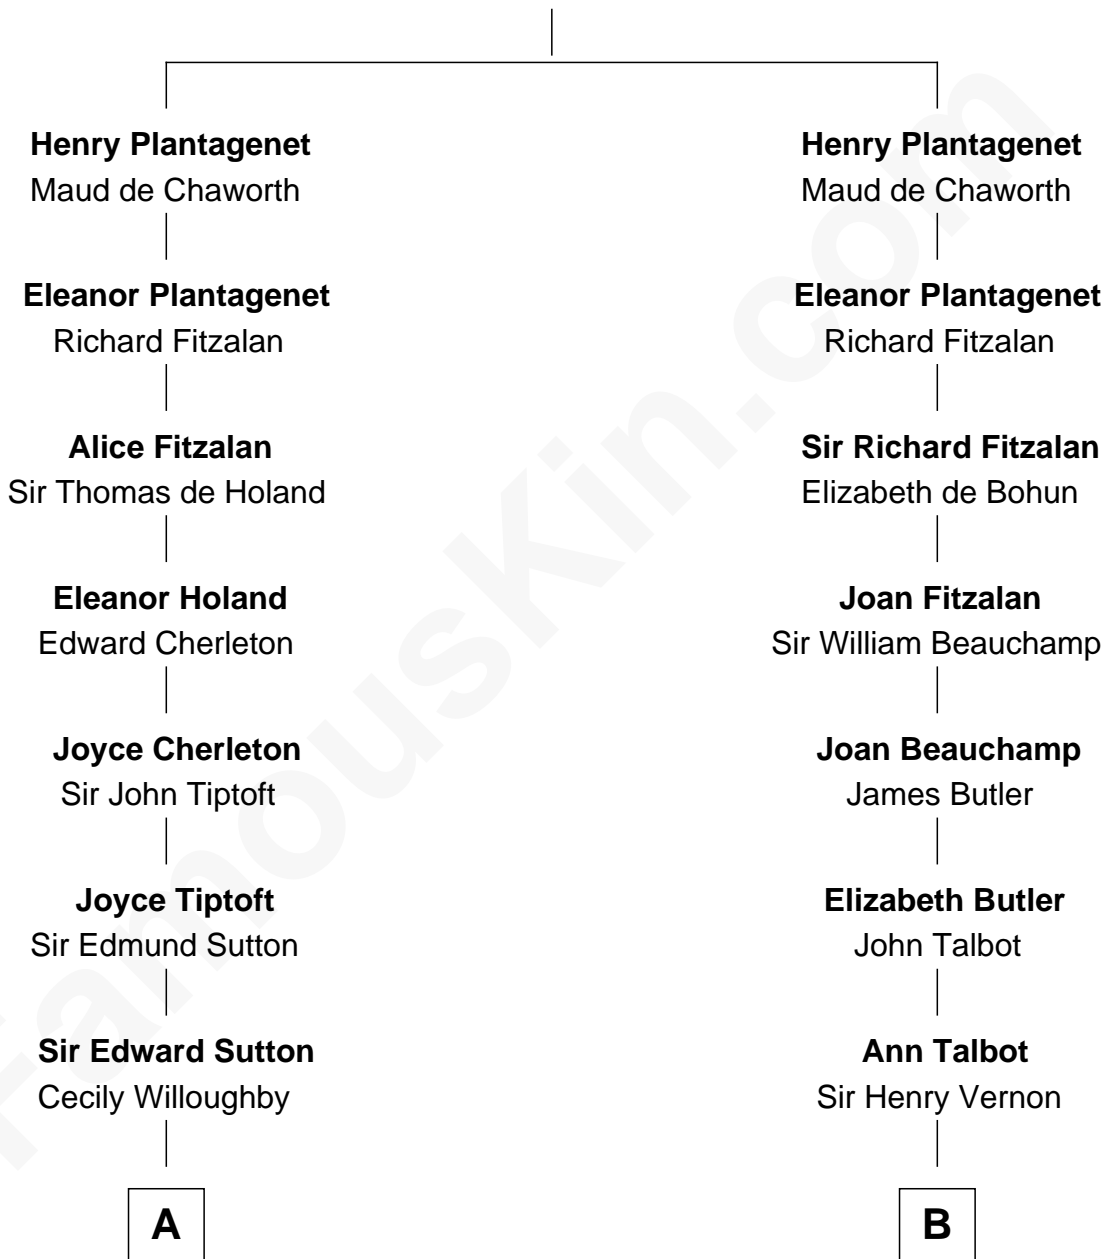 Henry Plantagenet
Maud de Chaworth
Eleanor Plantagenet
Richard Fitzalan
Alice Fitzalan
Sir Thomas de Holand
Eleanor Holand
Edward Cherleton
Joyce Cherleton
Sir John Tiptoft
Joyce Tiptoft
Sir Edmund Sutton
Sir Edward Sutton
Cecily Willoughby
A
Henry Plantagenet
Maud de Chaworth
Eleanor Plantagenet
Richard Fitzalan
Sir Richard Fitzalan
Elizabeth de Bohun
Joan Fitzalan
Sir William Beauchamp
Joan Beauchamp
James Butler
Elizabeth Butler
John Talbot
Ann Talbot
Sir Henry Vernon
B
FamousKin.com